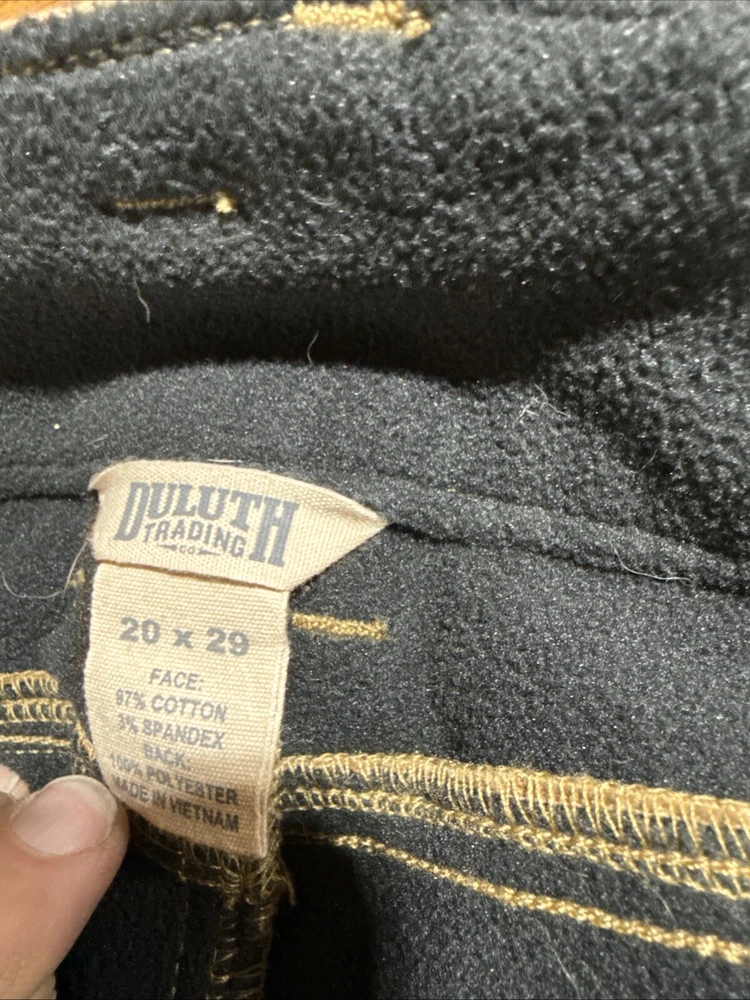 DULUTH
TRADING
CO
20 x 29
FACE:
97% COTTON
3% SPANDEX
BACK:
100% POLYESTER
MADE IN VIETNAM